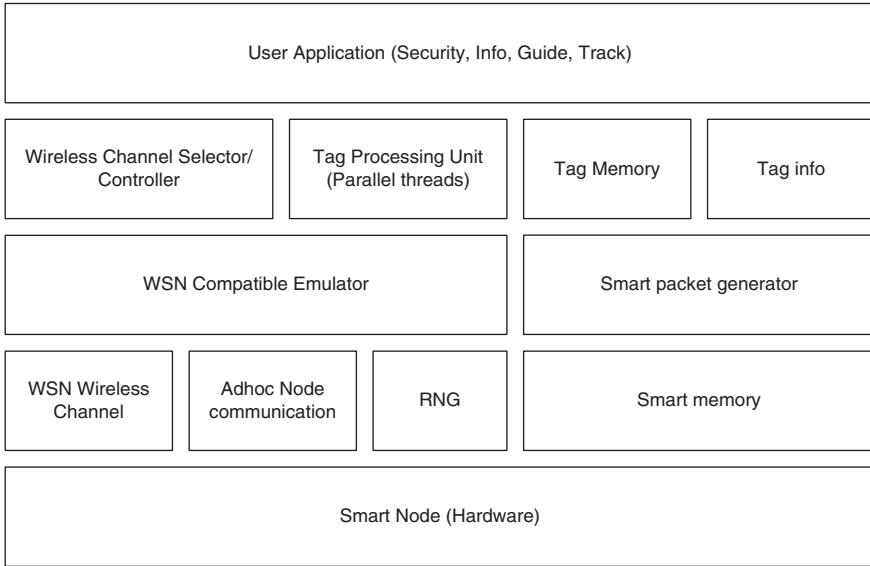 User Application (Security, Info, Guide, Track)
Wireless Channel Selector/
Controller
Tag Processing Unit
(Parallel threads)
Tag Memory
Tag info
WSN Compatible Emulator
Smart packet generator
WSN Wireless
Channel
Adhoc Node
communication
RNG
Smart memory
Smart Node (Hardware)